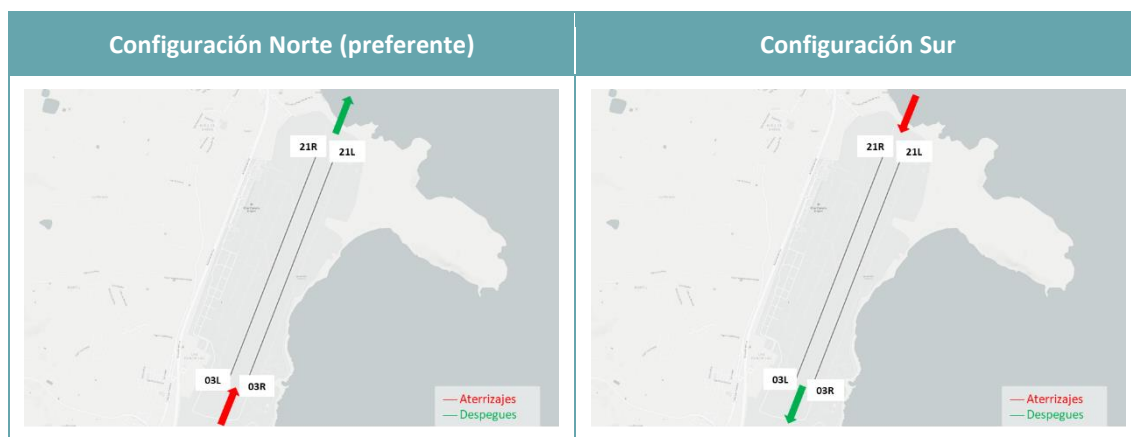 Configuración Norte (preferente)
Configuración Sur
21R
21L
03L
03R
Aterrizajes
Despegues
21R
21L
03L
03R
Aterrizajes
Despegues